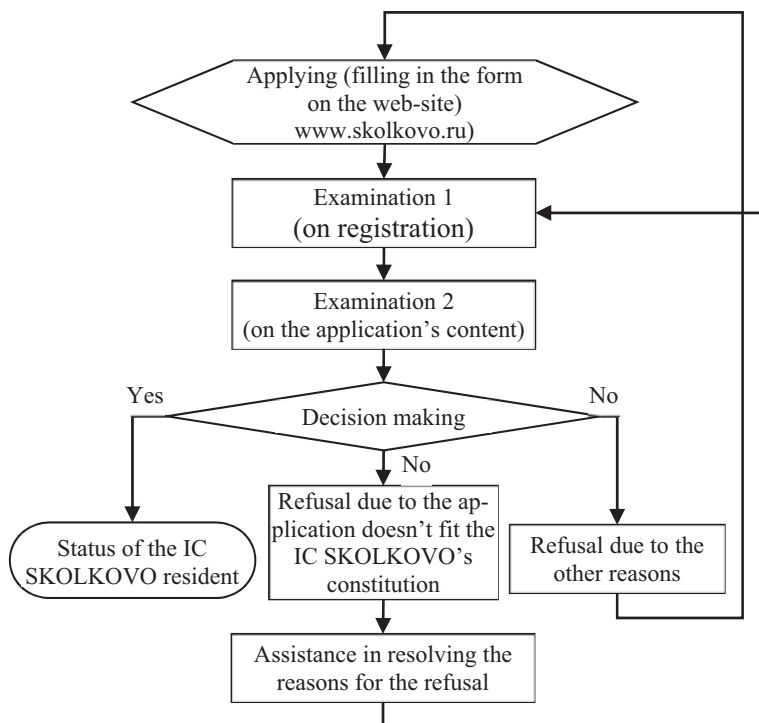 Applying (filling in the form
on the web-site)
www.skolkovo.ru)
Examination 1
(on registration)
Examination 2
(on the application’s content)
Yes
No
Decision making
No
Status of the IC
SKOLKOVO resident
Refusal due to the ap-
plication doesn’t fit the
IC SKOLKOVO’s
constitution
Refusal due to the
other reasons
Assistance in resolving the
reasons for the refusal